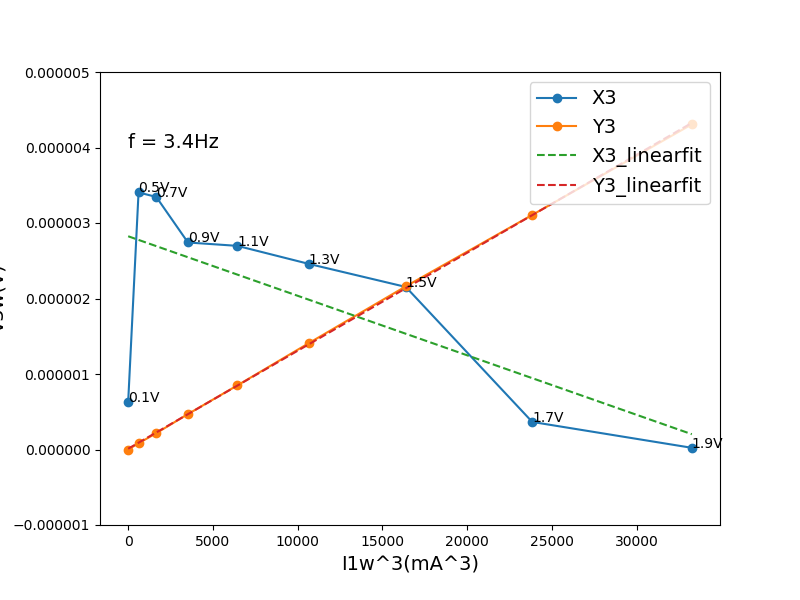 0.000005
0.000004
0.000003
0.000002
0.000001
0.000000
−0.000001
f = 3.4Hz
X3
Y3
X3_linearfit
Y3_linearfit
0.1V
0.5V
0.7V
0.9V
1.1V
1.3V
1.5V
1.7V
1.9V
0
5000
10000
15000
20000
25000
30000
I1w^3(mA^3)